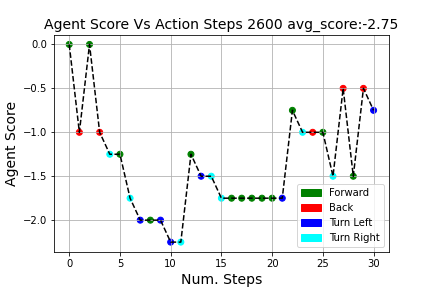 Agent Score Vs Action Steps 2600 avg_score:-2.75
0.0
−0.5
−1.0
−1.5
−2.0
Agent Score
Forward
Back
Turn Left
Turn Right
0 5 10 15 20 25 30
Num. Steps